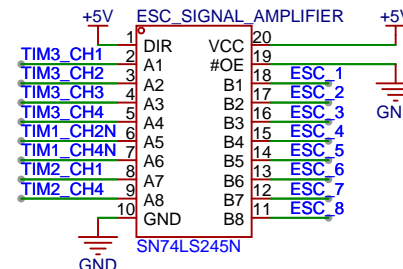 +5V ESC_SIGNAL_AMPLIFIER +5V
1 DIR VCC 20
TIM3_CH1 2 A1 #OE 19
TIM3_CH2 3 A2 B1 18 ESC_1
TIM3_CH3 4 A3 B2 17 ESC_2
TIM3_CH4 5 A4 B3 16 ESC_3
TIM1_CH2N 6 A5 B4 15 ESC_4
TIM1_CH4N 7 A6 B5 14 ESC_5
TIM2_CH1 8 A7 B6 13 ESC_6
TIM2_CH4 9 A8 B7 12 ESC_7
10 GND B8 11 ESC_8
SN74LS245N
GND
GND